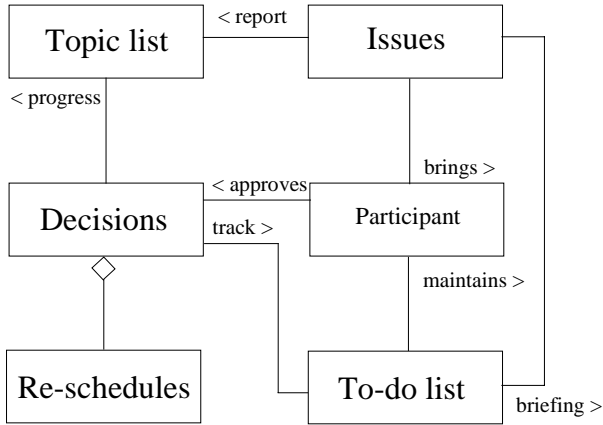 < report
Topic list
Issues
< progress
brings >
< approves
Decisions
Participant
track >
maintains >
Re-schedules
To-do list
briefing >